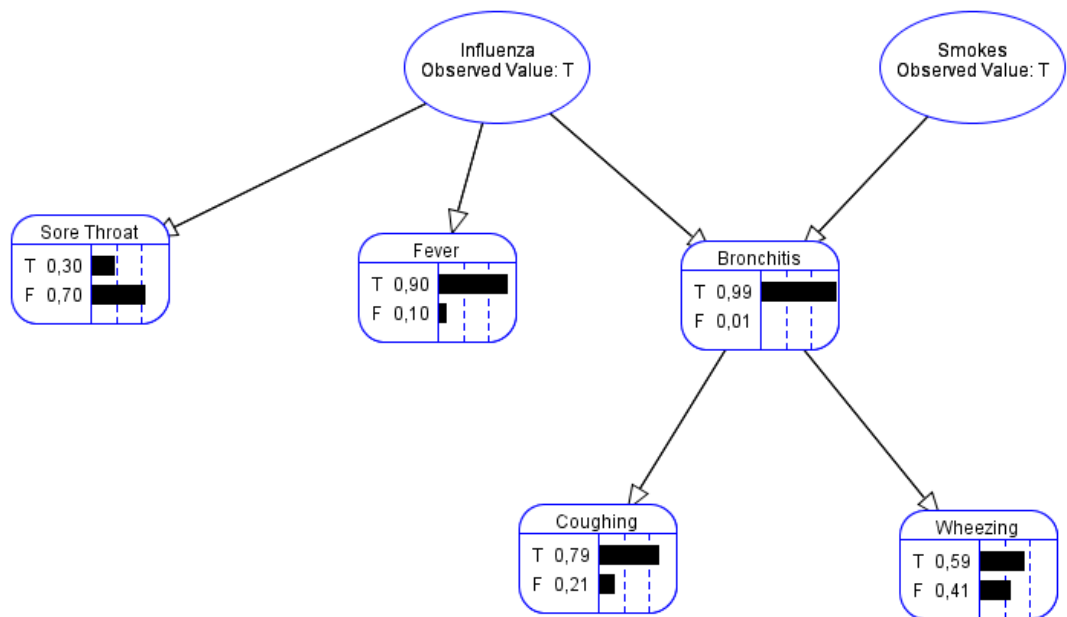 Influenza
Observed Value: T
Smokes
Observed Value: T
Sore Throat
T 0,30
F 0,70
Fever
T 0,90
F 0,10
Bronchitis
T 0,99
F 0,01
Coughing
T 0,79
F 0,21
Wheezing
T 0,59
F 0,41